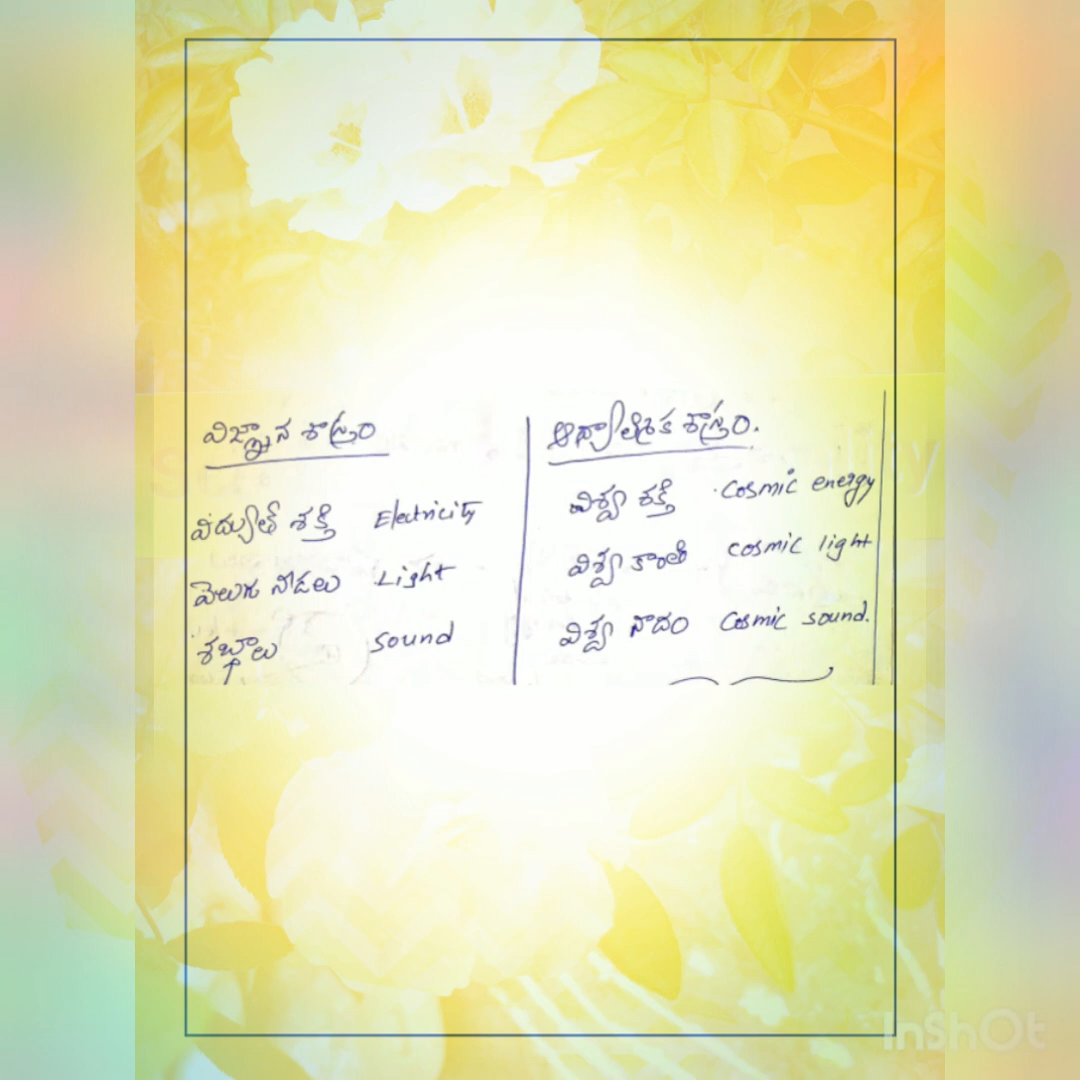 విజ్ఞాన శాస్త్రం
విద్యుత్ శక్తి Electricity
వెలుగు నీడలు Light
శబ్దాలు sound
ఆధ్యాత్మిక శాస్త్రం.
విశ్వ శక్తి cosmic energy
విశ్వ కాంతి cosmic light
విశ్వ నాదం cosmic sound.
InShOt